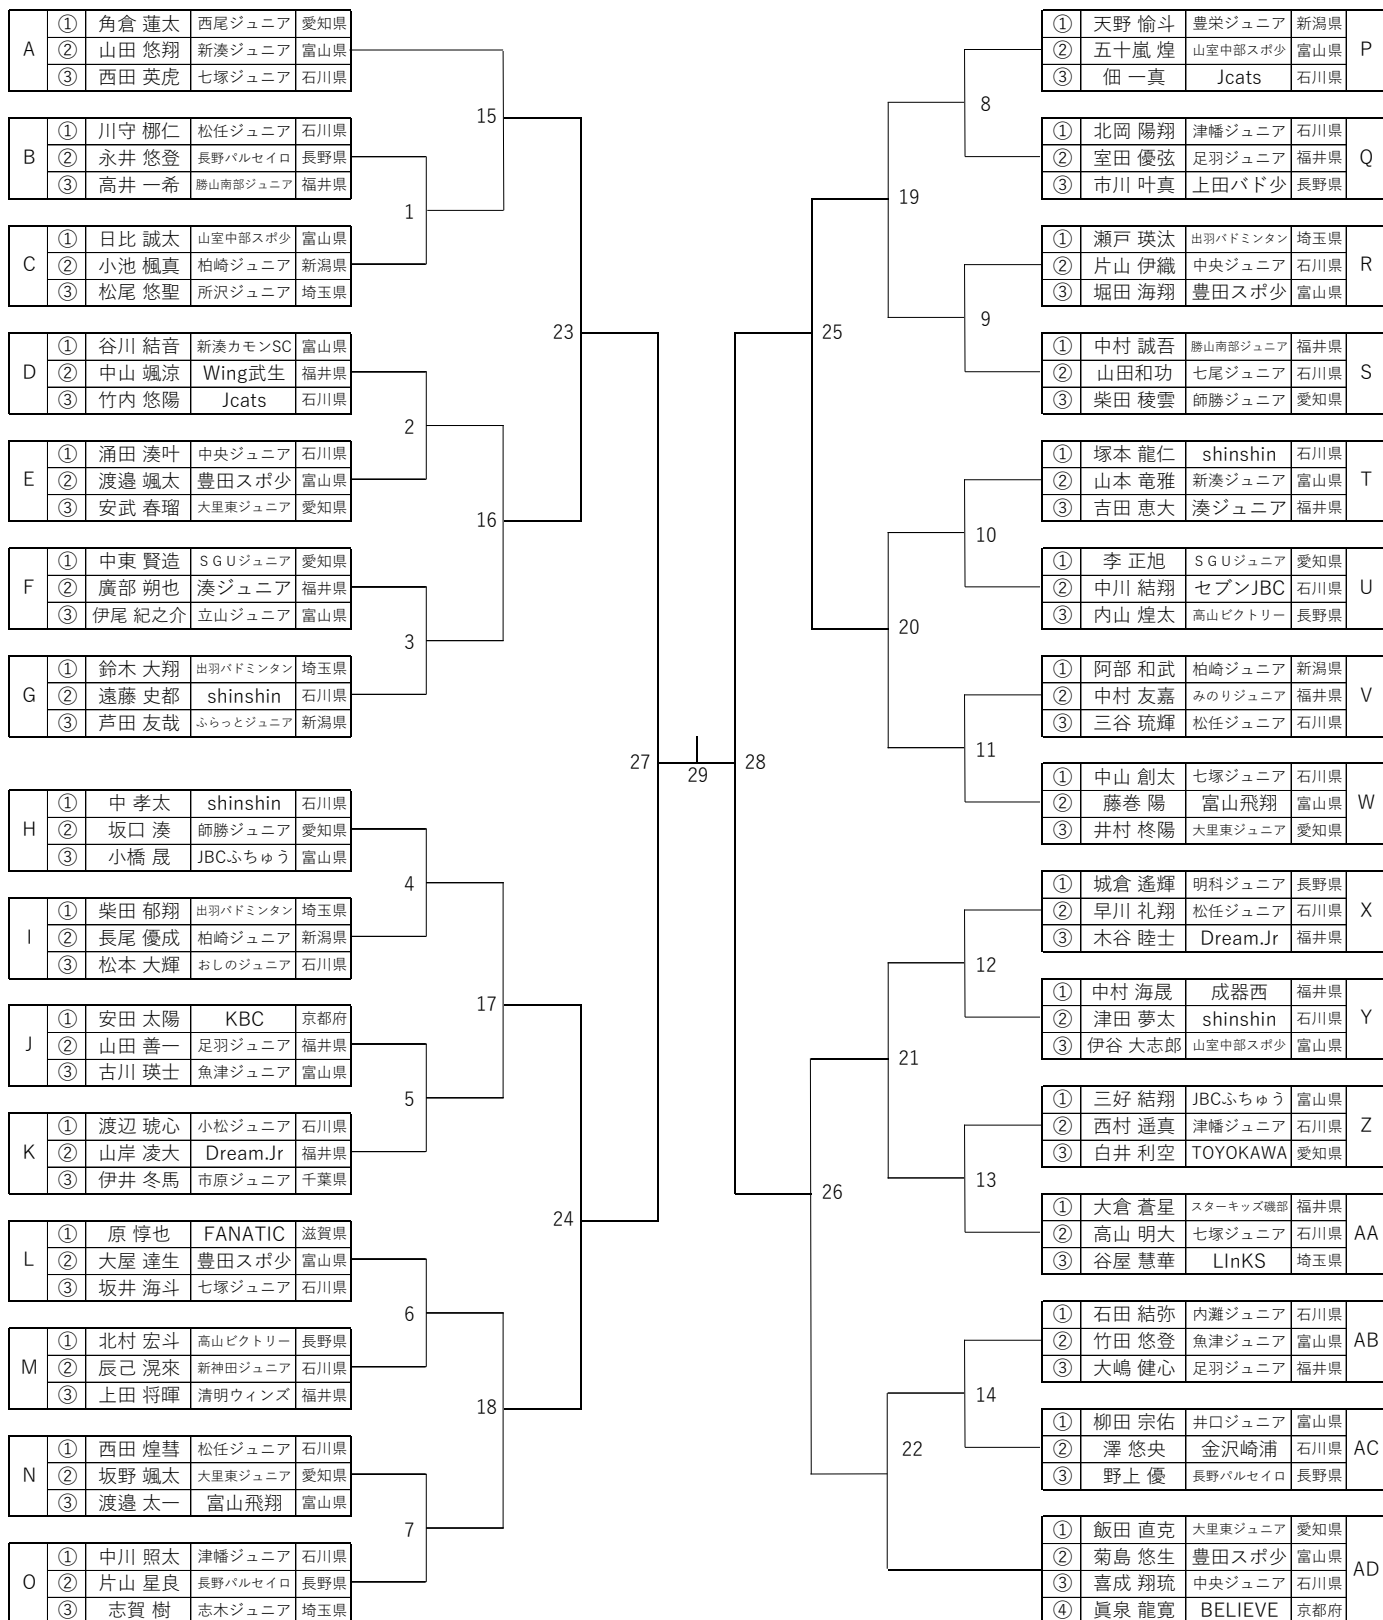 A
① 角倉 蓮太 西尾ジュニア 愛知県
② 山田 悠翔 新湊ジュニア 富山県
③ 西田 英虎 七塚ジュニア 石川県
B
① 川守 梛仁 松任ジュニア 石川県
② 永井 悠登 長野パルセイロ 長野県
③ 高井 一希 勝山南部ジュニア 福井県
C
① 日比 誠太 山室中部スポ少 富山県
② 小池 楓真 柏崎ジュニア 新潟県
③ 松尾 悠聖 所沢ジュニア 埼玉県
D
① 谷川 結音 新湊カモンSC 富山県
② 中山 颯涼 Wing武生 福井県
③ 竹内 悠陽 Jcats 石川県
E
① 涌田 湊叶 中央ジュニア 石川県
② 渡邉 颯太 豊田スポ少 富山県
③ 安武 春瑠 大里東ジュニア 愛知県
F
① 中東 賢造 SGUジュニア 愛知県
② 廣部 朔也 湊ジュニア 福井県
③ 伊尾 紀之介 立山ジュニア 富山県
G
① 鈴木 大翔 出羽バドミンタン 埼玉県
② 遠藤 史都 shinshin 石川県
③ 芦田 友哉 ふらっとジュニア 新潟県
H
① 中 孝太 shinshin 石川県
② 坂口 湊 師勝ジュニア 愛知県
③ 小橋 晟 JBCふちゅう 富山県
I
① 柴田 郁翔 出羽バドミンタン 埼玉県
② 長尾 優成 柏崎ジュニア 新潟県
③ 松本 大輝 おしのジュニア 石川県
J
① 安田 太陽 KBC 京都府
② 山田 善一 足羽ジュニア 福井県
③ 古川 瑛士 魚津ジュニア 富山県
K
① 渡辺 琥心 小松ジュニア 石川県
② 山岸 凌大 Dream.Jr 福井県
③ 伊井 冬馬 市原ジュニア 千葉県
L
① 原 惇也 FANATIC 滋賀県
② 大屋 達生 豊田スポ少 富山県
③ 坂井 海斗 七塚ジュニア 石川県
M
① 北村 宏斗 高山ビクトリー 長野県
② 辰己 滉來 新神田ジュニア 石川県
③ 上田 将暉 清明ウィンズ 福井県
N
① 西田 煌彗 松任ジュニア 石川県
② 坂野 颯太 大里東ジュニア 愛知県
③ 渡邉 太一 富山飛翔 富山県
O
① 中川 照太 津幡ジュニア 石川県
② 片山 星良 長野パルセイロ 長野県
③ 志賀 樹 志木ジュニア 埼玉県
1
2
3
4
5
6
7
15
16
17
18
23
24
27
29
28
25
26
19
20
21
22
8
9
10
11
12
13
14
① 天野 愉斗 豊栄ジュニア 新潟県
② 五十嵐 煌 山室中部スポ少 富山県
③ 佃 一真 Jcats 石川県
P
① 北岡 陽翔 津幡ジュニア 石川県
② 室田 優弦 足羽ジュニア 福井県
③ 市川 叶真 上田バド少 長野県
Q
① 瀬戸 瑛汰 出羽バドミンタン 埼玉県
② 片山 伊織 中央ジュニア 石川県
③ 堀田 海翔 豊田スポ少 富山県
R
① 中村 誠吾 勝山南部ジュニア 福井県
② 山田和功 七尾ジュニア 石川県
③ 柴田 稜雲 師勝ジュニア 愛知県
S
① 塚本 龍仁 shinshin 石川県
② 山本 竜雅 新湊ジュニア 富山県
③ 吉田 恵大 湊ジュニア 福井県
T
① 李 正旭 SGUジュニア 愛知県
② 中川 結翔 セブンJBC 石川県
③ 内山 煌太 高山ビクトリー 長野県
U
① 阿部 和武 柏崎ジュニア 新潟県
② 中村 友嘉 みのりジュニア 福井県
③ 三谷 琉輝 松任ジュニア 石川県
V
① 中山 創太 七塚ジュニア 石川県
② 藤巻 陽 富山飛翔 富山県
③ 井村 柊陽 大里東ジュニア 愛知県
W
① 城倉 遙輝 明科ジュニア 長野県
② 早川 礼翔 松任ジュニア 石川県
③ 木谷 睦士 Dream.Jr 福井県
X
① 中村 海晟 成器西 福井県
② 津田 夢太 shinshin 石川県
③ 伊谷 大志郎 山室中部スポ少 富山県
Y
① 三好 結翔 JBCふちゅう 富山県
② 西村 遥真 津幡ジュニア 石川県
③ 白井 利空 TOYOKAWA 愛知県
Z
① 大倉 蒼星 スターキッズ磯部 福井県
② 高山 明大 七塚ジュニア 石川県
③ 谷屋 慧華 LInKS 埼玉県
AA
① 石田 結弥 内灘ジュニア 石川県
② 竹田 悠登 魚津ジュニア 富山県
③ 大嶋 健心 足羽ジュニア 福井県
AB
① 柳田 宗佑 井口ジュニア 富山県
② 澤 悠央 金沢崎浦 石川県
③ 野上 優 長野パルセイロ 長野県
AC
① 飯田 直克 大里東ジュニア 愛知県
② 菊島 悠生 豊田スポ少 富山県
③ 喜成 翔琉 中央ジュニア 石川県
④ 眞泉 龍寛 BELIEVE 京都府
AD